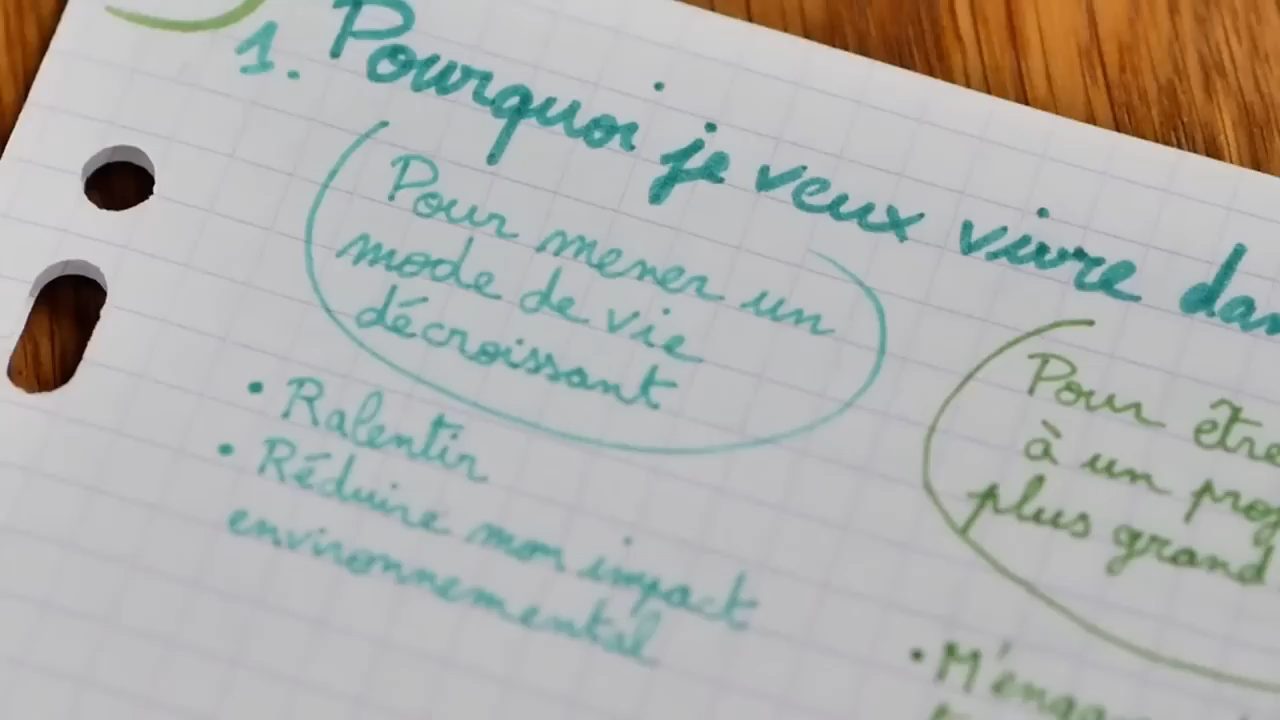 1. Pourquoi je veux vivre dan
Pour mener un
mode de vie
décroissant
• Ralentir
• Réduire mon impact
environnemental
Pour être
à un proj
plus grand
• M'enga